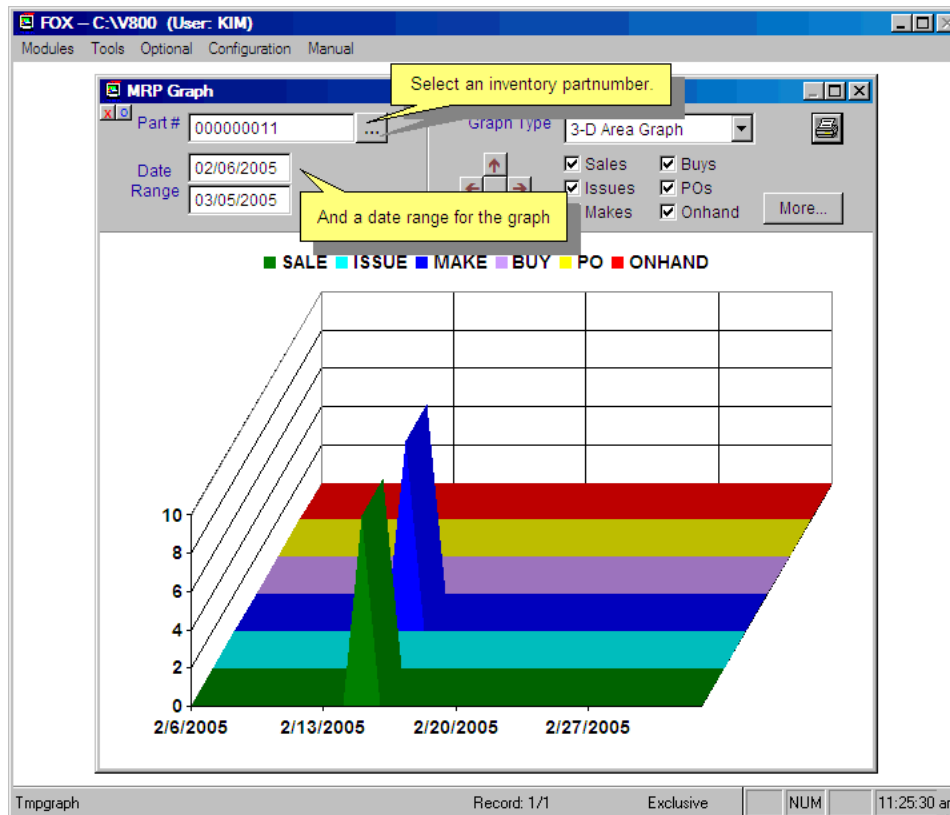 FOX – C:\V800 (User: KIM)
Modules Tools Optional Configuration Manual
MRP Graph
Select an inventory partnumber.
X O
Part # 000000011 ... Graph Type 3-D Area Graph
Date Range
02/06/2005
03/05/2005
And a date range for the graph
Sales Buys
Issues POs
Makes Onhand
More...
SALE ISSUE MAKE BUY PO ONHAND
10
8
6
4
2
0
2/6/2005 2/13/2005 2/20/2005 2/27/2005
Tmpgraph Record: 1/1 Exclusive NUM 11:25:30 am